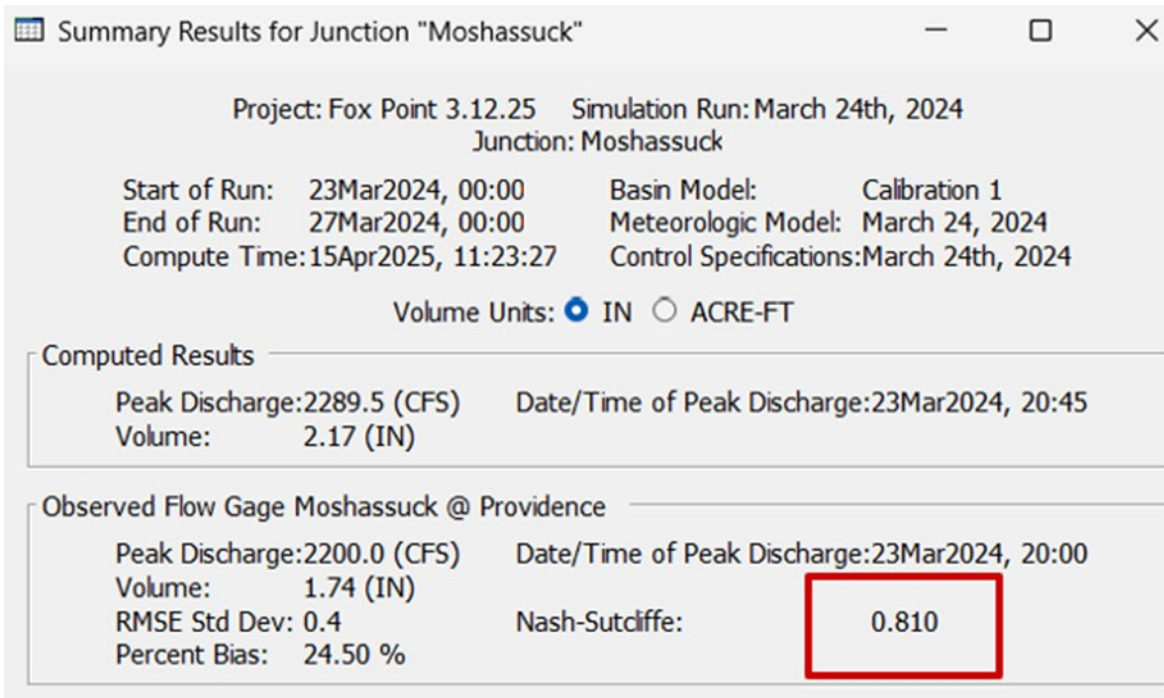 Summary Results for Junction "Moshassuck"
Project: Fox Point 3.12.25 Simulation Run: March 24th, 2024
Junction: Moshassuck
Start of Run: 23Mar2024, 00:00 Basin Model: Calibration 1
End of Run: 27Mar2024, 00:00 Meteorologic Model: March 24, 2024
Compute Time:15Apr2025, 11:23:27 Control Specifications:March 24th, 2024
Volume Units: IN ACRE-FT
Computed Results
Peak Discharge:2289.5 (CFS) Date/Time of Peak Discharge:23Mar2024, 20:45
Volume: 2.17 (IN)
Observed Flow Gage Moshassuck @ Providence
Peak Discharge:2200.0 (CFS) Date/Time of Peak Discharge:23Mar2024, 20:00
Volume: 1.74 (IN)
RMSE Std Dev: 0.4 Nash-Sutcliffe: 0.810
Percent Bias: 24.50 %